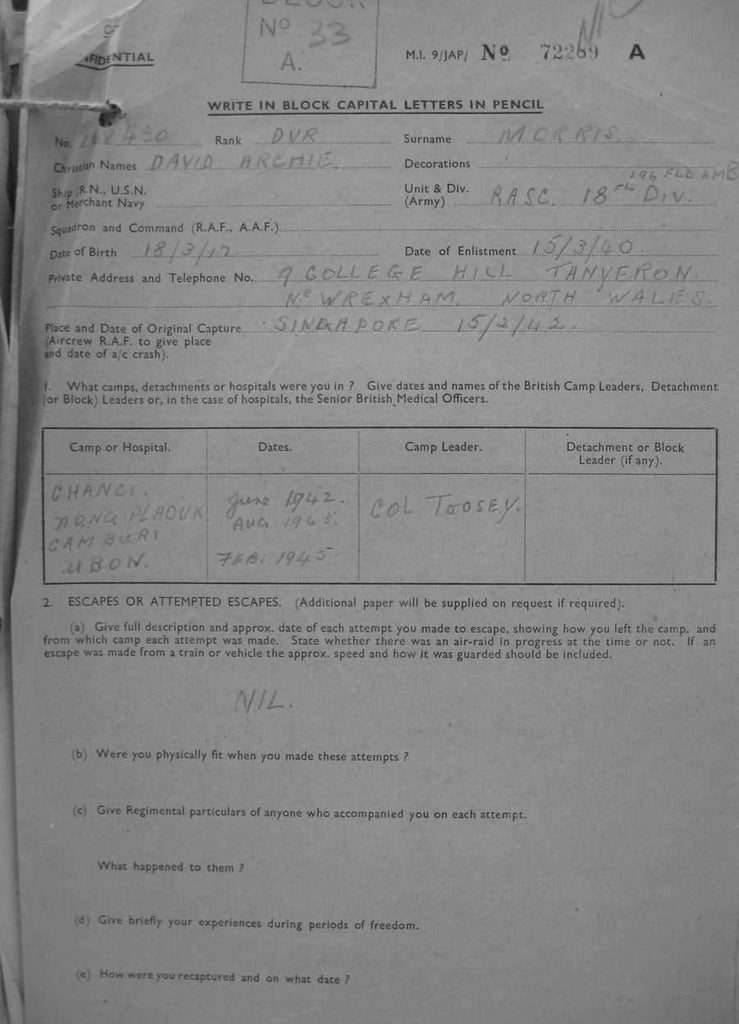 No 33
A.
FIDENTIAL
M.I. 9/JAP/ No 72269 A
WRITE IN BLOCK CAPITAL LETTERS IN PENCIL
No. Rank DVR Surname MORRIS.
Christian Names DAVID ARCHIE. Decorations
196 FLD AMB
Ship (R.N., U.S.N. or Merchant Navy Unit & Div. (Army) RASC. 18TH DIV.
Squadron and Command (R.A.F., A.A.F.)
Date of Birth 18/3/17 Date of Enlistment 15/3/40.
Private Address and Telephone No. 9 COLLEGE HILL TANYFRON.
NR WREXHAM. NORTH WALES.
Place and Date of Original Capture SINGAPORE. 15/2/42.
(Aircrew R.A.F. to give place
and date of a/c crash).
1. What camps, detachments or hospitals were you in ? Give dates and names of the British Camp Leaders, Detachment
(or Block) Leaders or, in the case of hospitals, the Senior British Medical Officers.
Camp or Hospital. Dates. Camp Leader. Detachment or Block
Leader (if any).
CHANGI. June 1942. COL TOOSEY.
NONG PLADUK AUG
CAMBURI
UBON. FEB. 1945.
2. ESCAPES OR ATTEMPTED ESCAPES. (Additional paper will be supplied on request if required).
(a) Give full description and approx. date of each attempt you made to escape, showing how you left the camp, and
from which camp each attempt was made. State whether there was an air-raid in progress at the time or not. If an
escape was made from a train or vehicle the approx. speed and how it was guarded should be included.
NIL.
(b) Were you physically fit when you made these attempts ?
(c) Give Regimental particulars of anyone who accompanied you on each attempt.
What happened to them ?
(d) Give briefly your experiences during periods of freedom.
(e) How were you recaptured and on what date ?